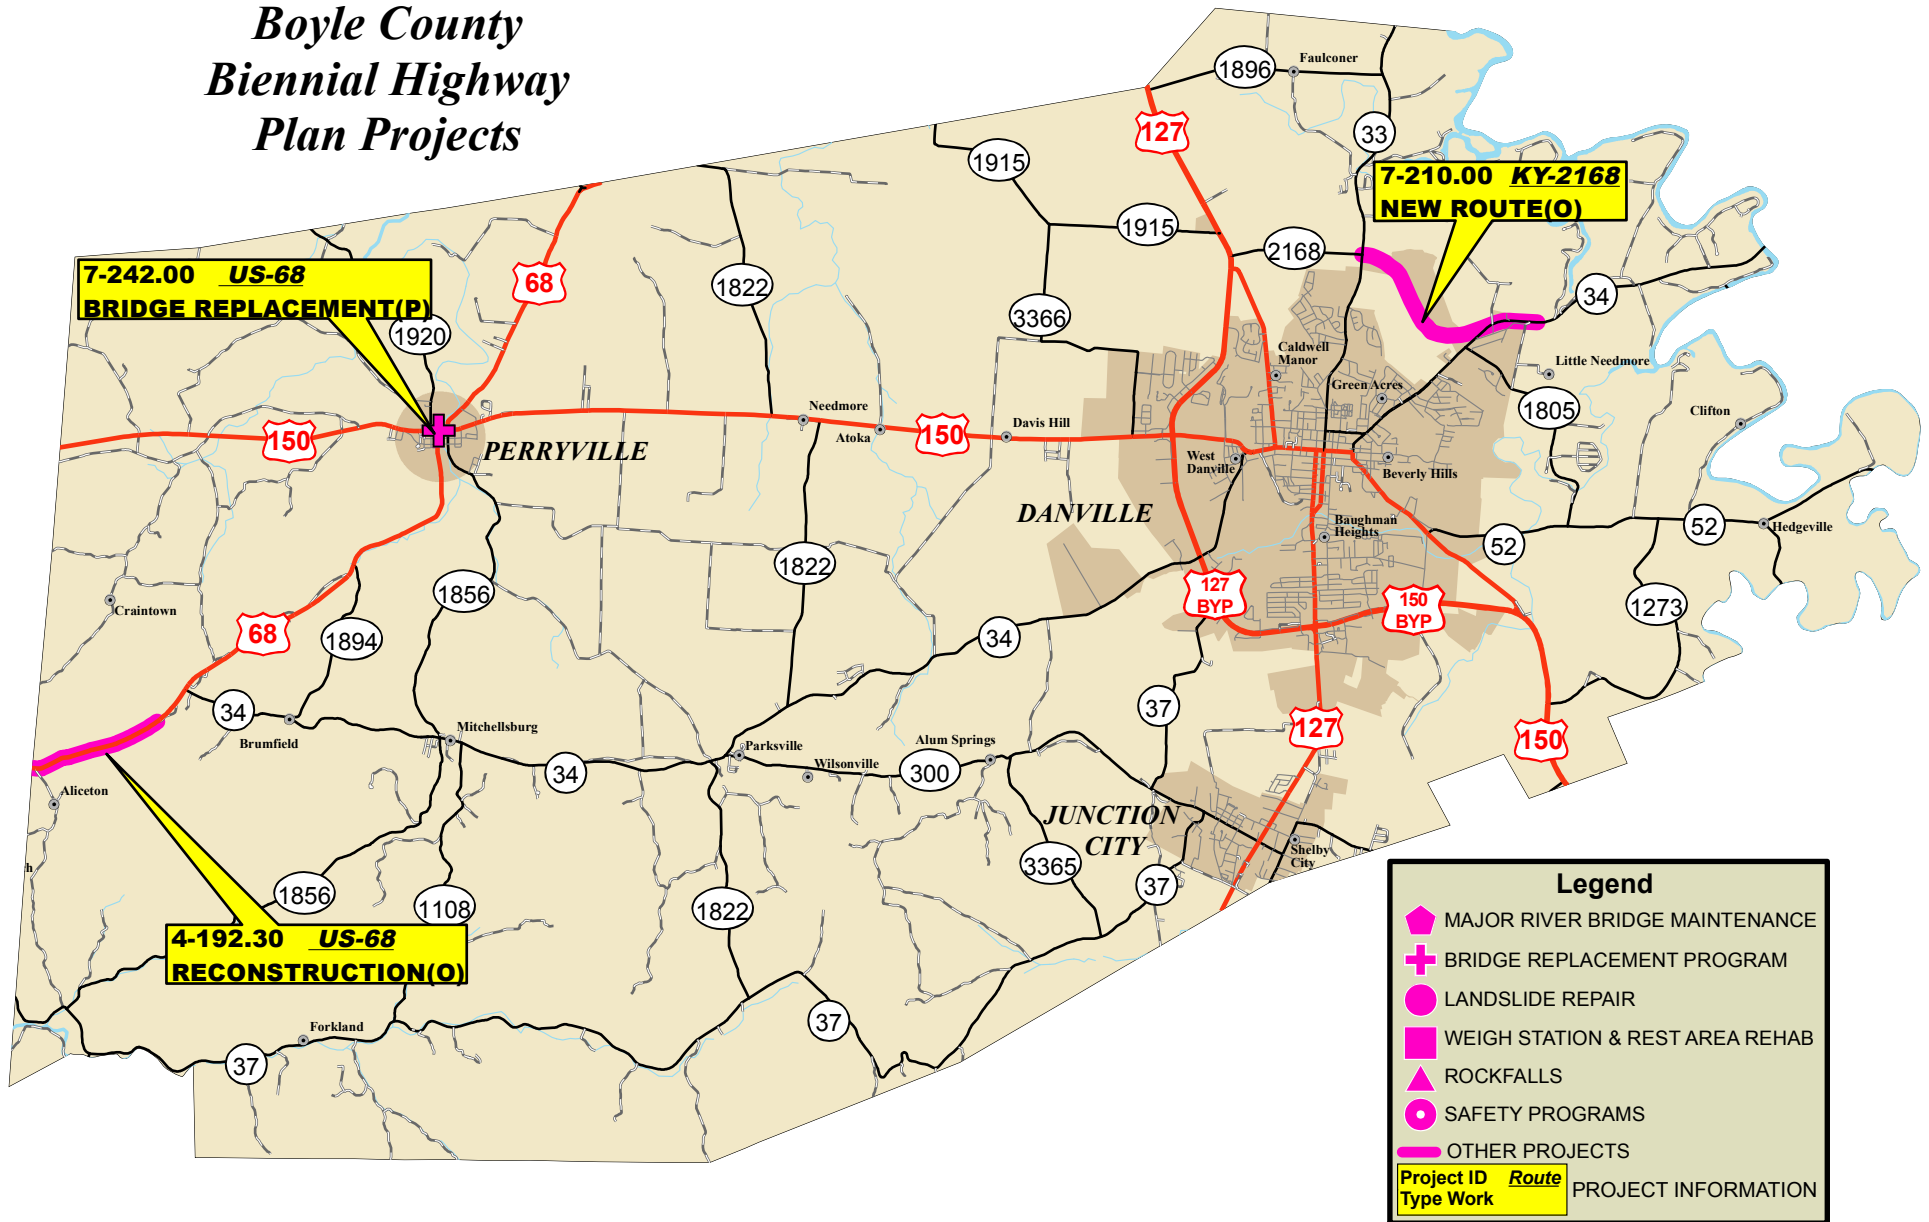 Boyle County
Biennial Highway
Plan Projects
1896
Faulconer
127
33
1915
7-210.00 KY-2168
NEW ROUTE(O)
1915
2168
7-242.00 US-68
BRIDGE REPLACEMENT(P)
68
1822
34
1920
3366
Caldwell
Manor
Little Needmore
Green Acres
1805
Needmore
Clifton
150
Atoka
150
Davis Hill
PERRYVILLE
West
Danville
Beverly Hills
DANVILLE
Baughman
Heights
52
52
Hedgeville
1822
1856
127
BYP
150
BYP
Craintown
1273
68
1894
34
34
37
Mitchellsburg
127
Brumfield
Parksville
Alum Springs
150
Wilsonville
34
300
Aliceton
JUNCTION
CITY
Shelby
City
3365
h
1856
1108
1822
37
4-192.30 US-68
RECONSTRUCTION(O)
37
Forkland
37
Legend
MAJOR RIVER BRIDGE MAINTENANCE
BRIDGE REPLACEMENT PROGRAM
LANDSLIDE REPAIR
WEIGH STATION & REST AREA REHAB
ROCKFALLS
SAFETY PROGRAMS
OTHER PROJECTS
Project ID Route
Type Work
PROJECT INFORMATION